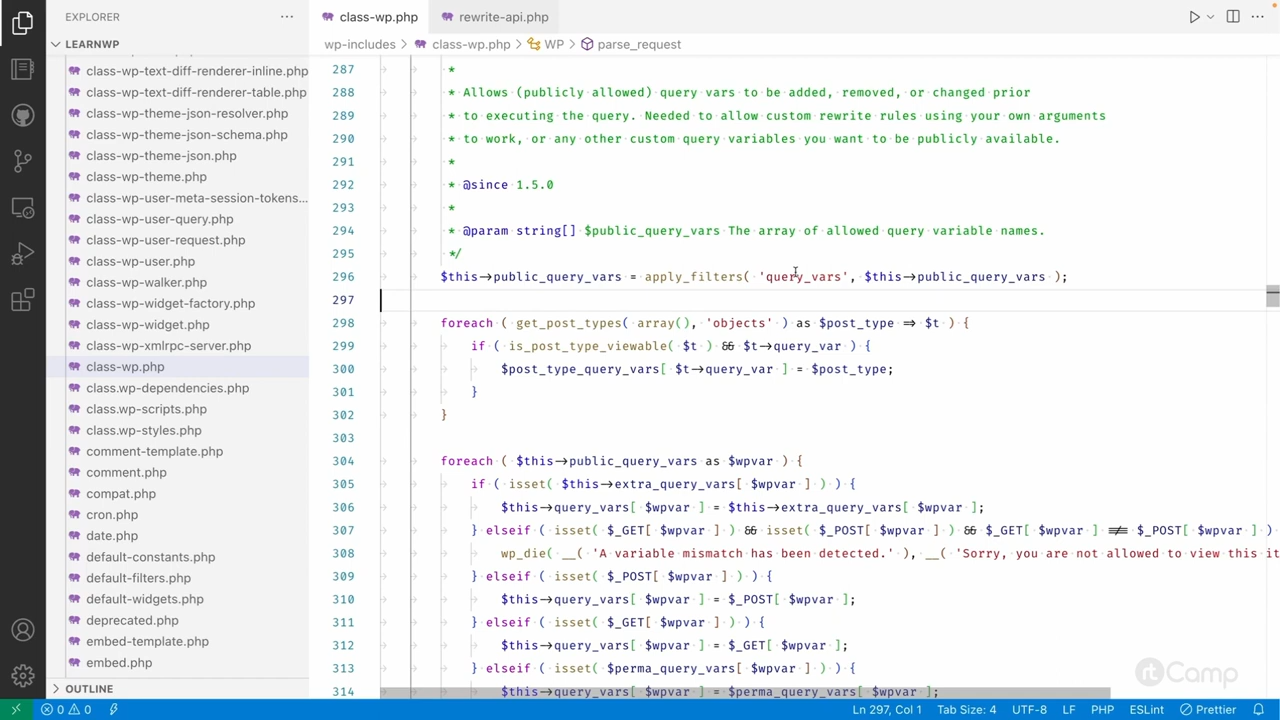 EXPLORER
LEARNWP
class-wp-text-diff-renderer-inline.php
class-wp-text-diff-renderer-table.php
class-wp-theme-json-resolver.php
class-wp-theme-json-schema.php
class-wp-theme-json.php
class-wp-theme.php
class-wp-user-meta-session-tokens...
class-wp-user-query.php
class-wp-user-request.php
class-wp-user.php
class-wp-walker.php
class-wp-widget-factory.php
class-wp-widget.php
class-wp-xmlrpc-server.php
class-wp.php
class.wp-dependencies.php
class.wp-scripts.php
class.wp-styles.php
comment-template.php
comment.php
compat.php
cron.php
date.php
default-constants.php
default-filters.php
default-widgets.php
deprecated.php
embed-template.php
embed.php
OUTLINE
class-wp.php
rewrite-api.php
wp-includes > class-wp.php > WP > parse_request
287 *
288 * Allows (publicly allowed) query vars to be added, removed, or changed prior
289 * to executing the query. Needed to allow custom rewrite rules using your own arguments
290 * to work, or any other custom query variables you want to be publicly available.
291 *
292 * @since 1.5.0
293 *
294 * @param string[] $public_query_vars The array of allowed query variable names.
295 */
296 $this->public_query_vars = apply_filters( 'query_vars', $this->public_query_vars );
297
298 foreach ( get_post_types( array(), 'objects' ) as $post_type => $t ) {
299 if ( is_post_type_viewable( $t ) && $t->query_var ) {
300 $post_type_query_vars[ $t->query_var ] = $post_type;
301 }
302 }
303
304 foreach ( $this->public_query_vars as $wpvar ) {
305 if ( isset( $this->extra_query_vars[ $wpvar ] ) ) {
306 $this->query_vars[ $wpvar ] = $this->extra_query_vars[ $wpvar ];
307 } elseif ( isset( $_GET[ $wpvar ] ) && isset( $_POST[ $wpvar ] ) && $_GET[ $wpvar ] !== $_POST[ $wpvar ] )
308 wp_die( __( 'A variable mismatch has been detected.' ), __( 'Sorry, you are not allowed to view this it
309 } elseif ( isset( $_POST[ $wpvar ] ) ) {
310 $this->query_vars[ $wpvar ] = $_POST[ $wpvar ];
311 } elseif ( isset( $_GET[ $wpvar ] ) ) {
312 $this->query_vars[ $wpvar ] = $_GET[ $wpvar ];
313 } elseif ( isset( $perma_query_vars[ $wpvar ] ) ) {
314 $this->query_vars[ $wpvar ] = $perma_query_vars[ $wpvar ];
rtCamp
0 0 Ln 297, Col 1 Tab Size: 4 UTF-8 LF PHP ESLint Prettier